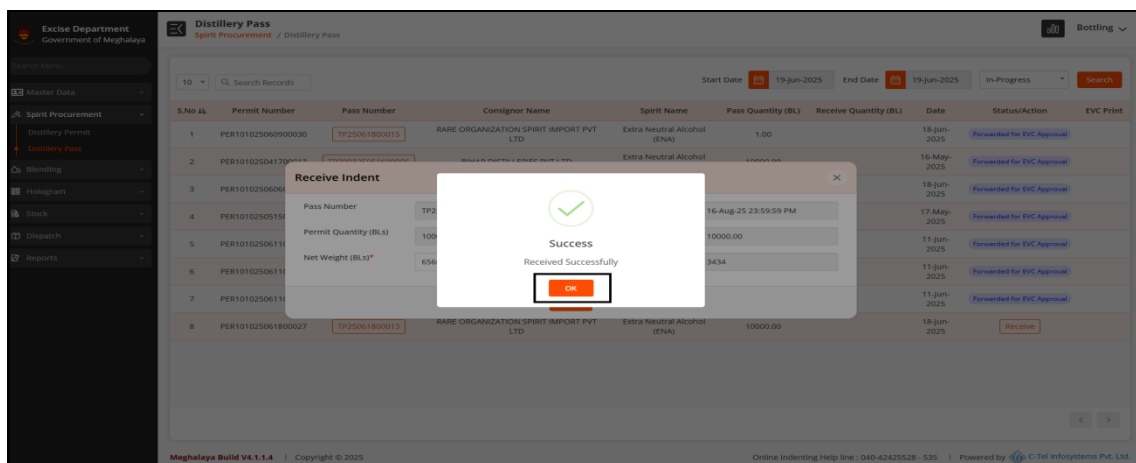 Excise Department
Government of Meghalaya
Distillery Pass
Spirit Procurement / Distillery Pass
Bottling
Search Menu
Master Data
Spirit Procurement
Distillery Permit
Distillery Pass
Blending
Hologram
Stock
Dispatch
Reports
10 Search Records Start Date 19-Jun-2025 End Date 19-Jun-2025 In-Progress Search
S.No Permit Number Pass Number Consignor Name Spirit Name Pass Quantity (BL) Receive Quantity (BL) Date Status/Action EVC Print
1 PER101025060900030 TP25061800015 RARE ORGANIZATION SPIRIT IMPORT PVT LTD Extra Neutral Alcohol (ENA) 1.00 18-Jun-2025 Forwarded for EVC Approval
2 Extra Neutral Alcohol 16-May-2025 Forwarded for EVC Approval
3 18-Jun-2025 Forwarded for EVC Approval
4 17-May-2025 Forwarded for EVC Approval
5 11-Jun-2025 Forwarded for EVC Approval
6 11-Jun-2025 Forwarded for EVC Approval
7 11-Jun-2025 Forwarded for EVC Approval
8 PER101025061800027 TP25061800013 RARE ORGANIZATION SPIRIT IMPORT PVT LTD Extra Neutral Alcohol (ENA) 10000.00 18-Jun-2025 Receive
Receive Indent
Pass Number TP2 16-Aug-25 23:59:59 PM
Permit Quantity (BLs) 100 10000.00
Net Weight (BLs)* 656 3434
Success
Received Successfully
OK
Meghalaya Build V4.1.1.4 | Copyright © 2025
Online Indenting Help line : 040-42425528 - 535 | Powered by C-Tel Infosystems Pvt. Ltd.